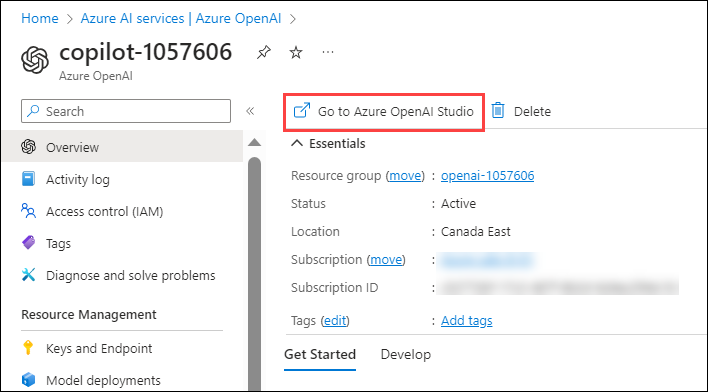 Home > Azure AI services | Azure OpenAI >
copilot-1057606
Azure OpenAI
Search
Go to Azure OpenAI Studio Delete
Overview
Activity log
Access control (IAM)
Tags
Diagnose and solve problems
Resource Management
Keys and Endpoint
Model deployments
Essentials
Resource group (move) : openai-1057606
Status : Active
Location : Canada East
Subscription (move) :
Subscription ID :
Tags (edit) : Add tags
Get Started Develop